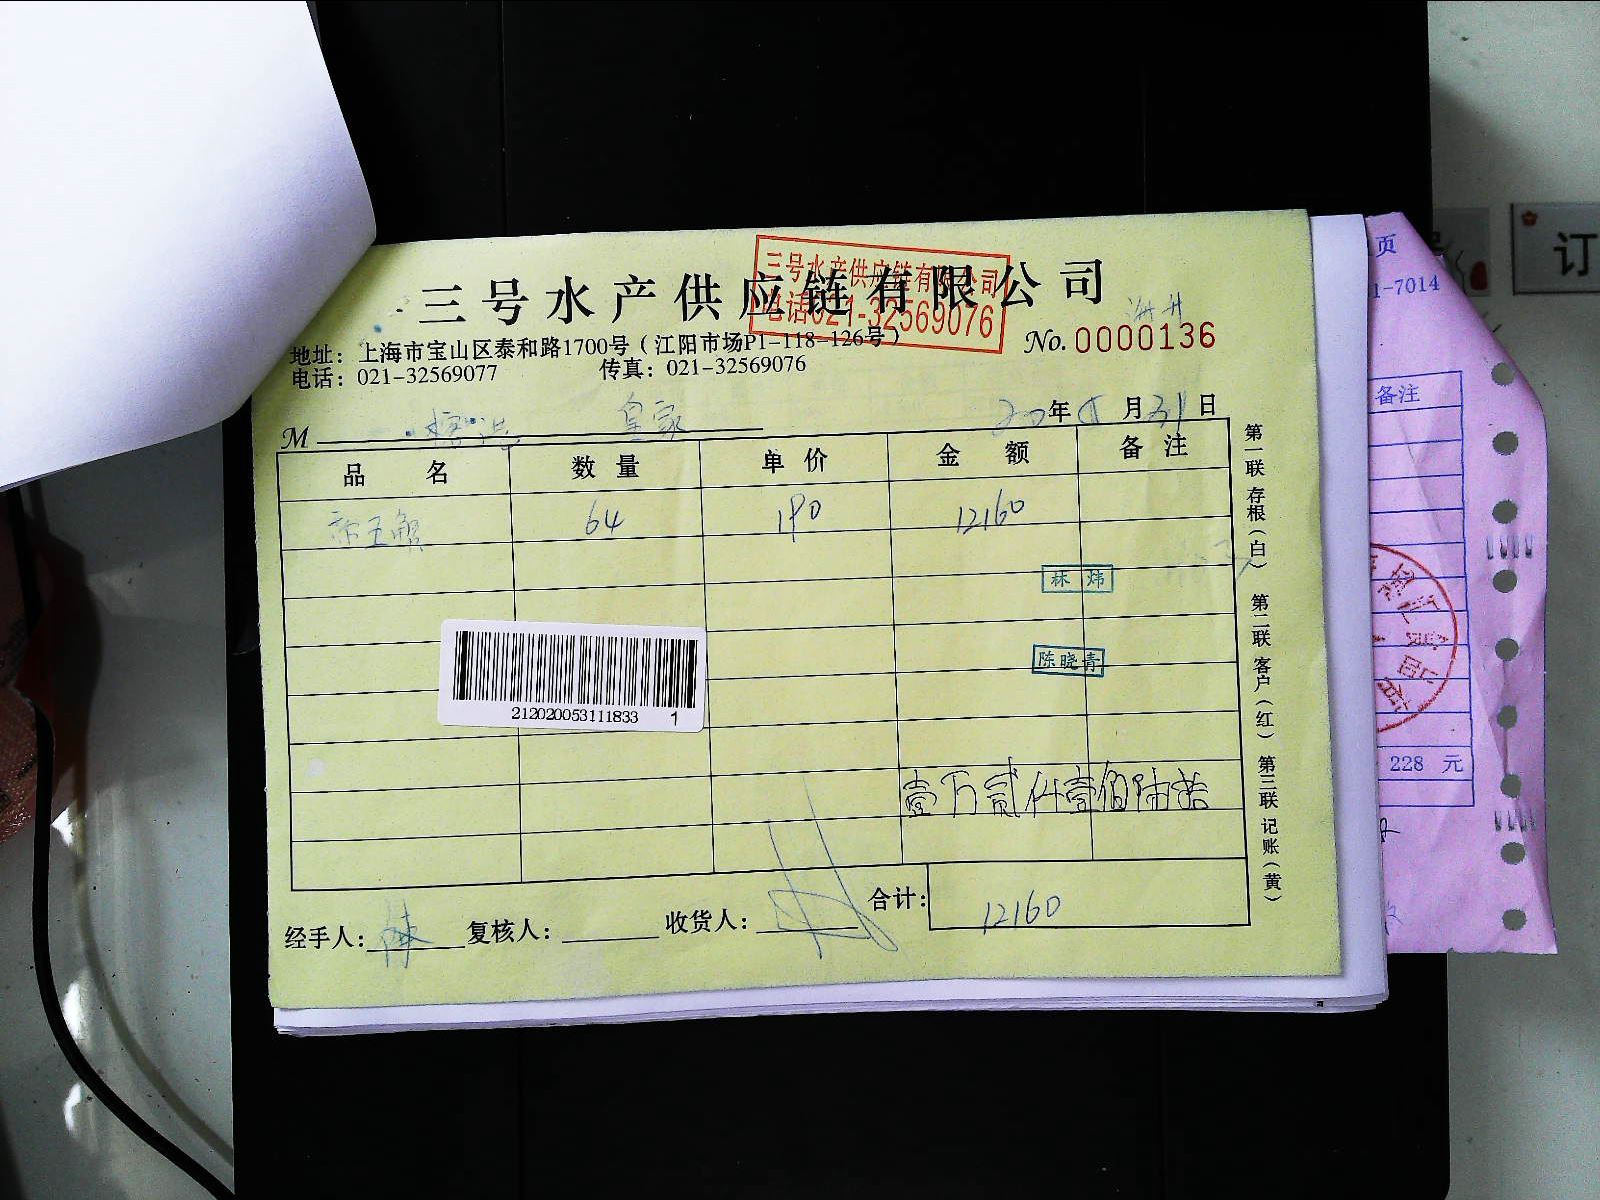 三号水产供应链有限公司
三号水产供应链有限公司
电话021-32569076
地址：上海市宝山区泰和路1700号（江阳市场P1-118-126号）
No. 0000136
电话：021-32569077 传真：021-32569076
M 皇家 20年5月31日
品名 数量 单价 金额 备注
64 190 12160
林炜
陈晓青
212020053111833 1
壹万贰仟壹佰陆拾
合计： 12160
经手人： 复核人： 收货人：
第一联 存根（白） 第二联 客户（红） 第三联 记账（黄）
页
1-7014
备注
228 元
订